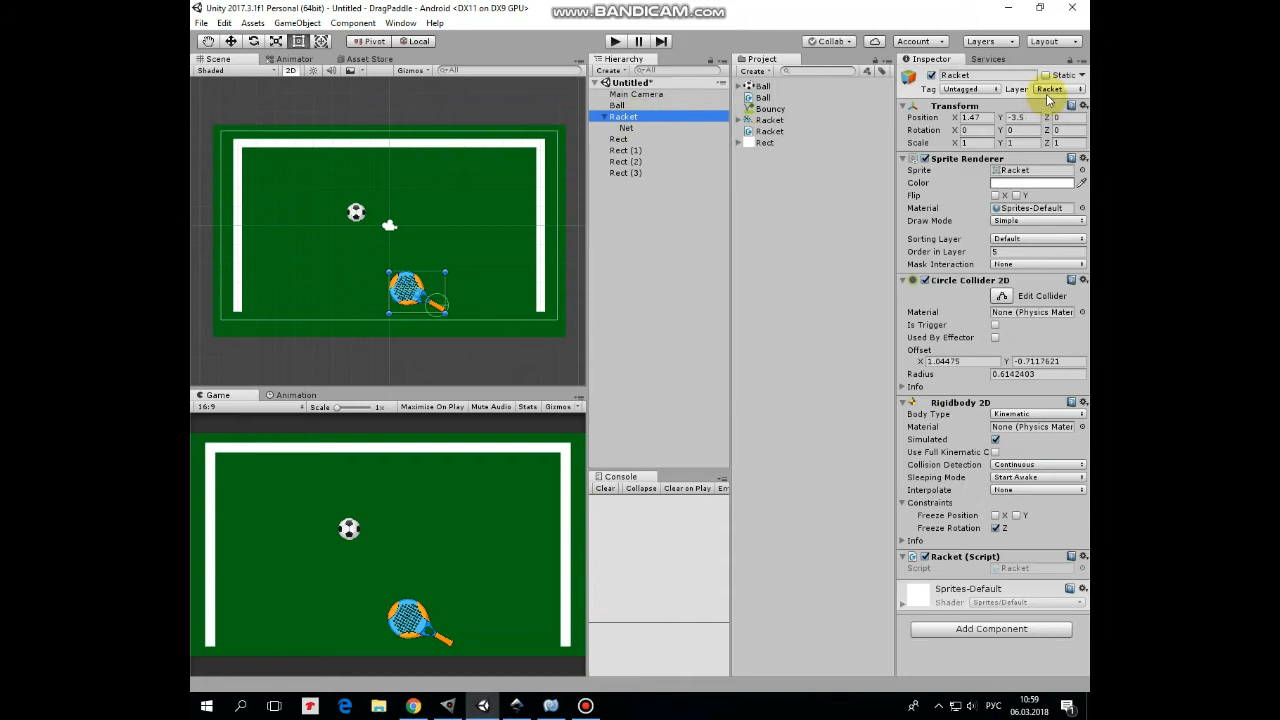 Unity 2017.3.1f1 Personal (64bit) - Untitled - DragPaddle - Android <DX11 on DX9 GPU>
www.BANDICAM.com
File Edit Assets GameObject Component Window Help
Pivot Local Collab Account Layers Layout
Scene Animator Asset Store Hierarchy Project Inspector Services
Shaded 2D Gizmos All Create All Create
Racket Static
Tag Untagged Layer Racket
Untitled*
Main Camera
Ball
Racket
Net
Rect
Rect (1)
Rect (2)
Rect (3)
Ball
Ball
Bouncy
Racket
Racket
Rect
Transform
Position X 1.47 Y -3.5 Z 0
Rotation X 0 Y 0 Z 0
Scale X 1 Y 1 Z 1
Sprite Renderer
Sprite Racket
Color
Flip X Y
Material Sprites-Default
Draw Mode Simple
Sorting Layer Default
Order in Layer 5
Mask Interaction None
Circle Collider 2D
Edit Collider
Material None (Physics Mater
Is Trigger
Used By Effector
Offset
X 1.04475 Y -0.7117621
Radius 0.6142403
Info
Rigidbody 2D
Body Type Kinematic
Material None (Physics Mater
Simulated
Use Full Kinematic C
Collision Detection Continuous
Sleeping Mode Start Awake
Interpolate None
Constraints
Freeze Position X Y
Freeze Rotation Z
Info
Racket (Script)
Script Racket
Sprites-Default
Shader Sprites/Default
Add Component
Game Animation
16:9 Scale 1x Maximize On Play Mute Audio Stats Gizmos
Console
Clear Collapse Clear on Play En
РУС
10:59
06.03.2018